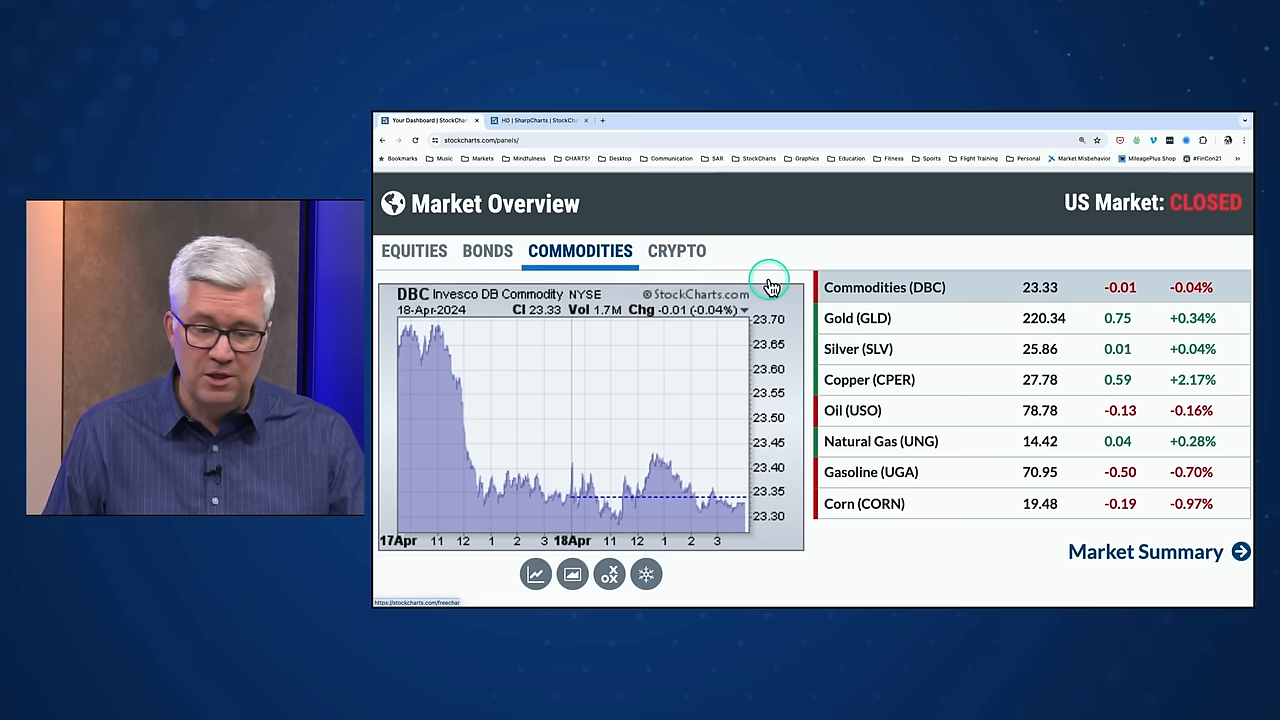 Your Dashboard | StockChar
HD | SharpCharts | StockCha
stockcharts.com/panels/
Bookmarks Music Markets Mindfulness CHARTS! Desktop Communication SAR StockCharts Graphics Education Fitness Sports Flight Training Personal Market Misbehavior MileagePlus Shop #FinCon21 »
Market Overview
US Market: CLOSED
EQUITIES BONDS COMMODITIES CRYPTO
DBC Invesco DB Commodity NYSE @StockCharts.com
18-Apr-2024 Cl 23.33 Vol 1.7M Chg -0.01 (-0.04%)
23.70
23.65
23.60
23.55
23.50
23.45
23.40
23.35
23.30
17Apr 11 12 1 2 3 18Apr 11 12 1 2 3
Commodities (DBC) 23.33 -0.01 -0.04%
Gold (GLD) 220.34 0.75 +0.34%
Silver (SLV) 25.86 0.01 +0.04%
Copper (CPER) 27.78 0.59 +2.17%
Oil (USO) 78.78 -0.13 -0.16%
Natural Gas (UNG) 14.42 0.04 +0.28%
Gasoline (UGA) 70.95 -0.50 -0.70%
Corn (CORN) 19.48 -0.19 -0.97%
Market Summary
https://stockcharts.com/freechar